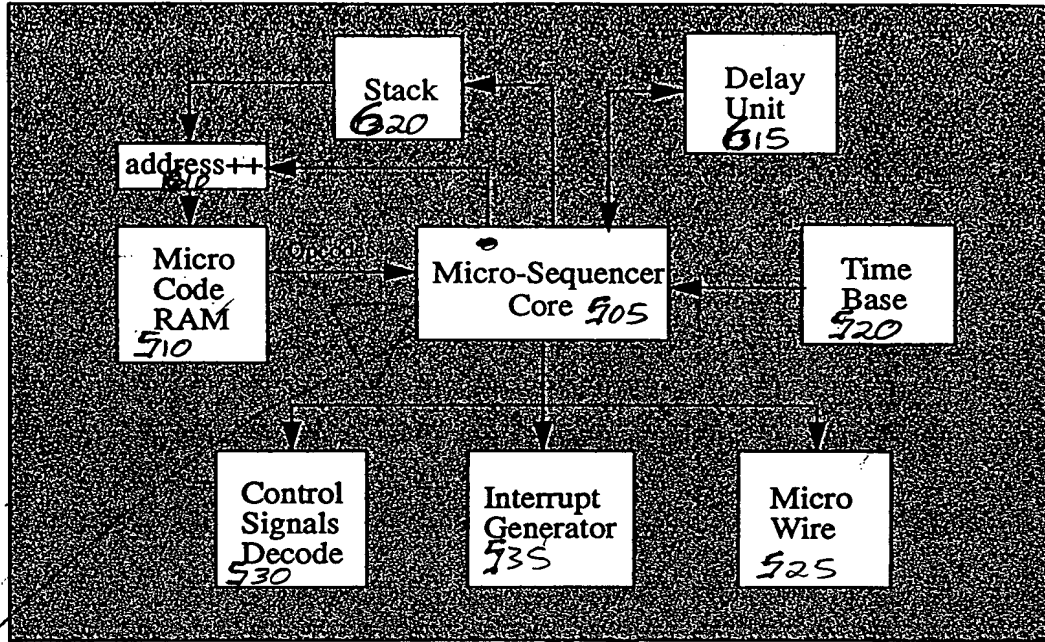 Stack
620
Delay
Unit
615
address++
Micro
Code
RAM
510
Opcode
Micro-Sequencer
Core 505
Time
Base
520
Control
Signals
Decode
530
Interrupt
Generator
535
Micro
Wire
525